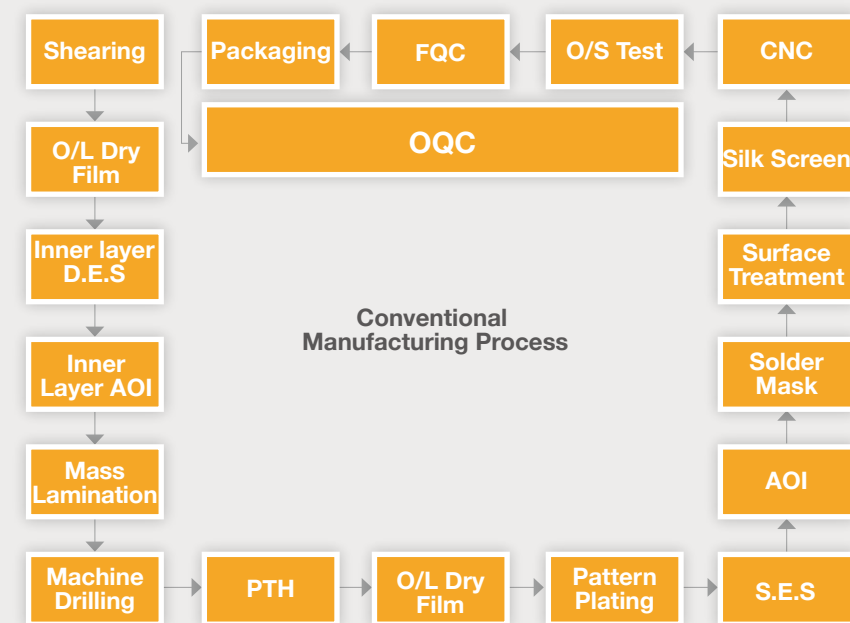 Shearing
Packaging
FQC
O/S Test
CNC
OQC
O/L Dry
Film
Silk Screen
Inner layer
D.E.S
Surface
Treatment
Conventional
Manufacturing Process
Inner
Layer AOI
Solder
Mask
Mass
Lamination
AOI
Machine
Drilling
PTH
O/L Dry
Film
Pattern
Plating
S.E.S